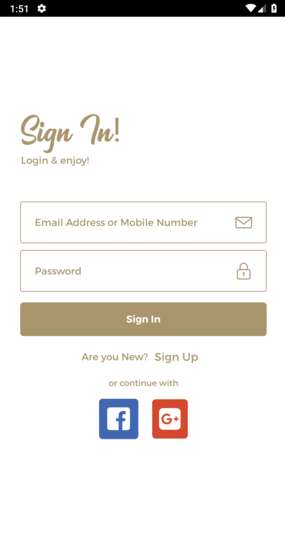 1:51
Sign In!
Login & enjoy!
Email Address or Mobile Number
Password
Sign In
Are you New? Sign Up
or continue with
f G+